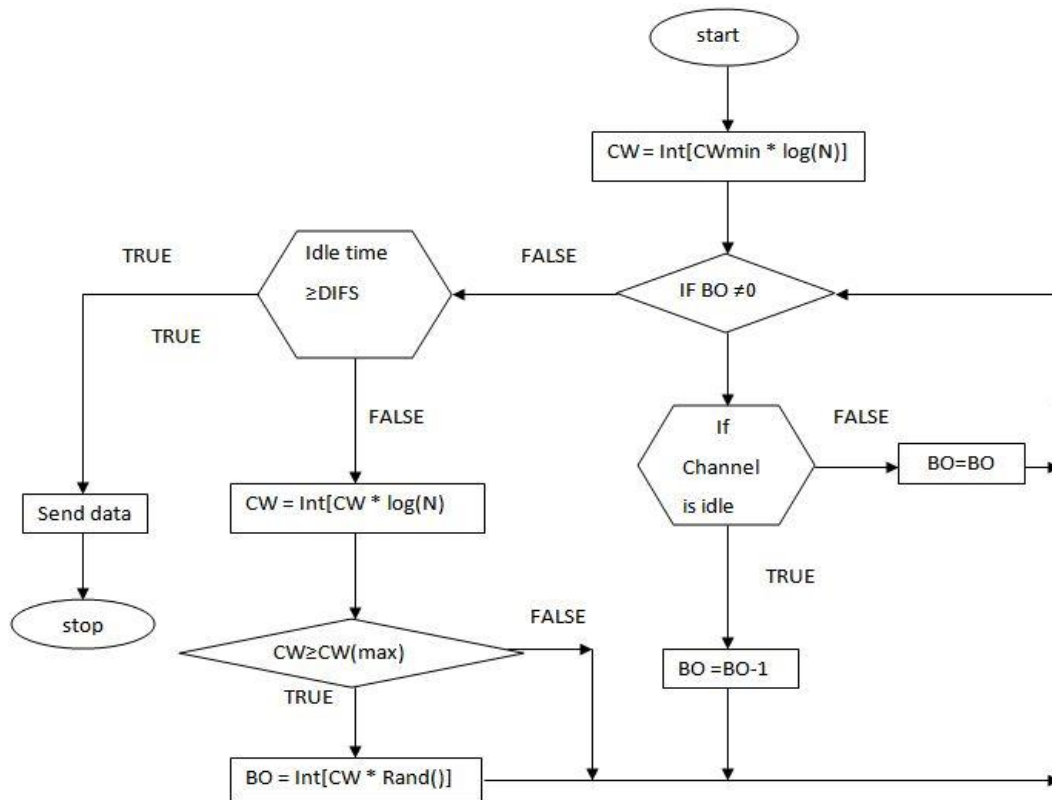 start
CW = Int[CWmin * log(N)]
TRUE
Idle time
≥DIFS
FALSE
IF BO ≠0
TRUE
FALSE
If
Channel
is idle
FALSE
BO=BO
CW = Int[CW * log(N)
Send data
TRUE
stop
FALSE
CW≥CW(max)
TRUE
BO =BO-1
BO = Int[CW * Rand()]